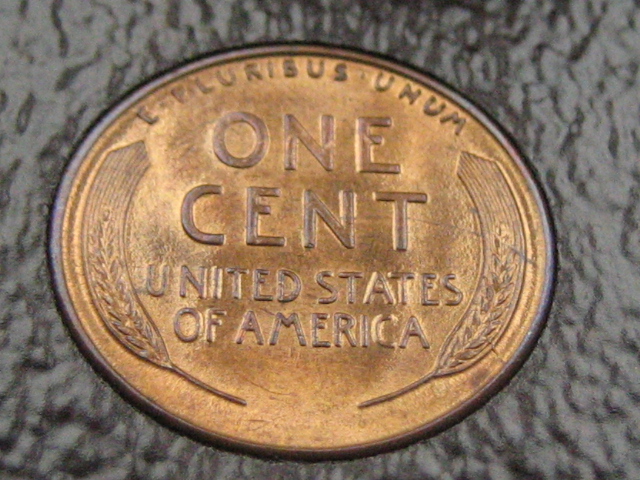 E·PLURIBUS·UNUM
ONE
CENT
UNITED STATES
OF AMERICA